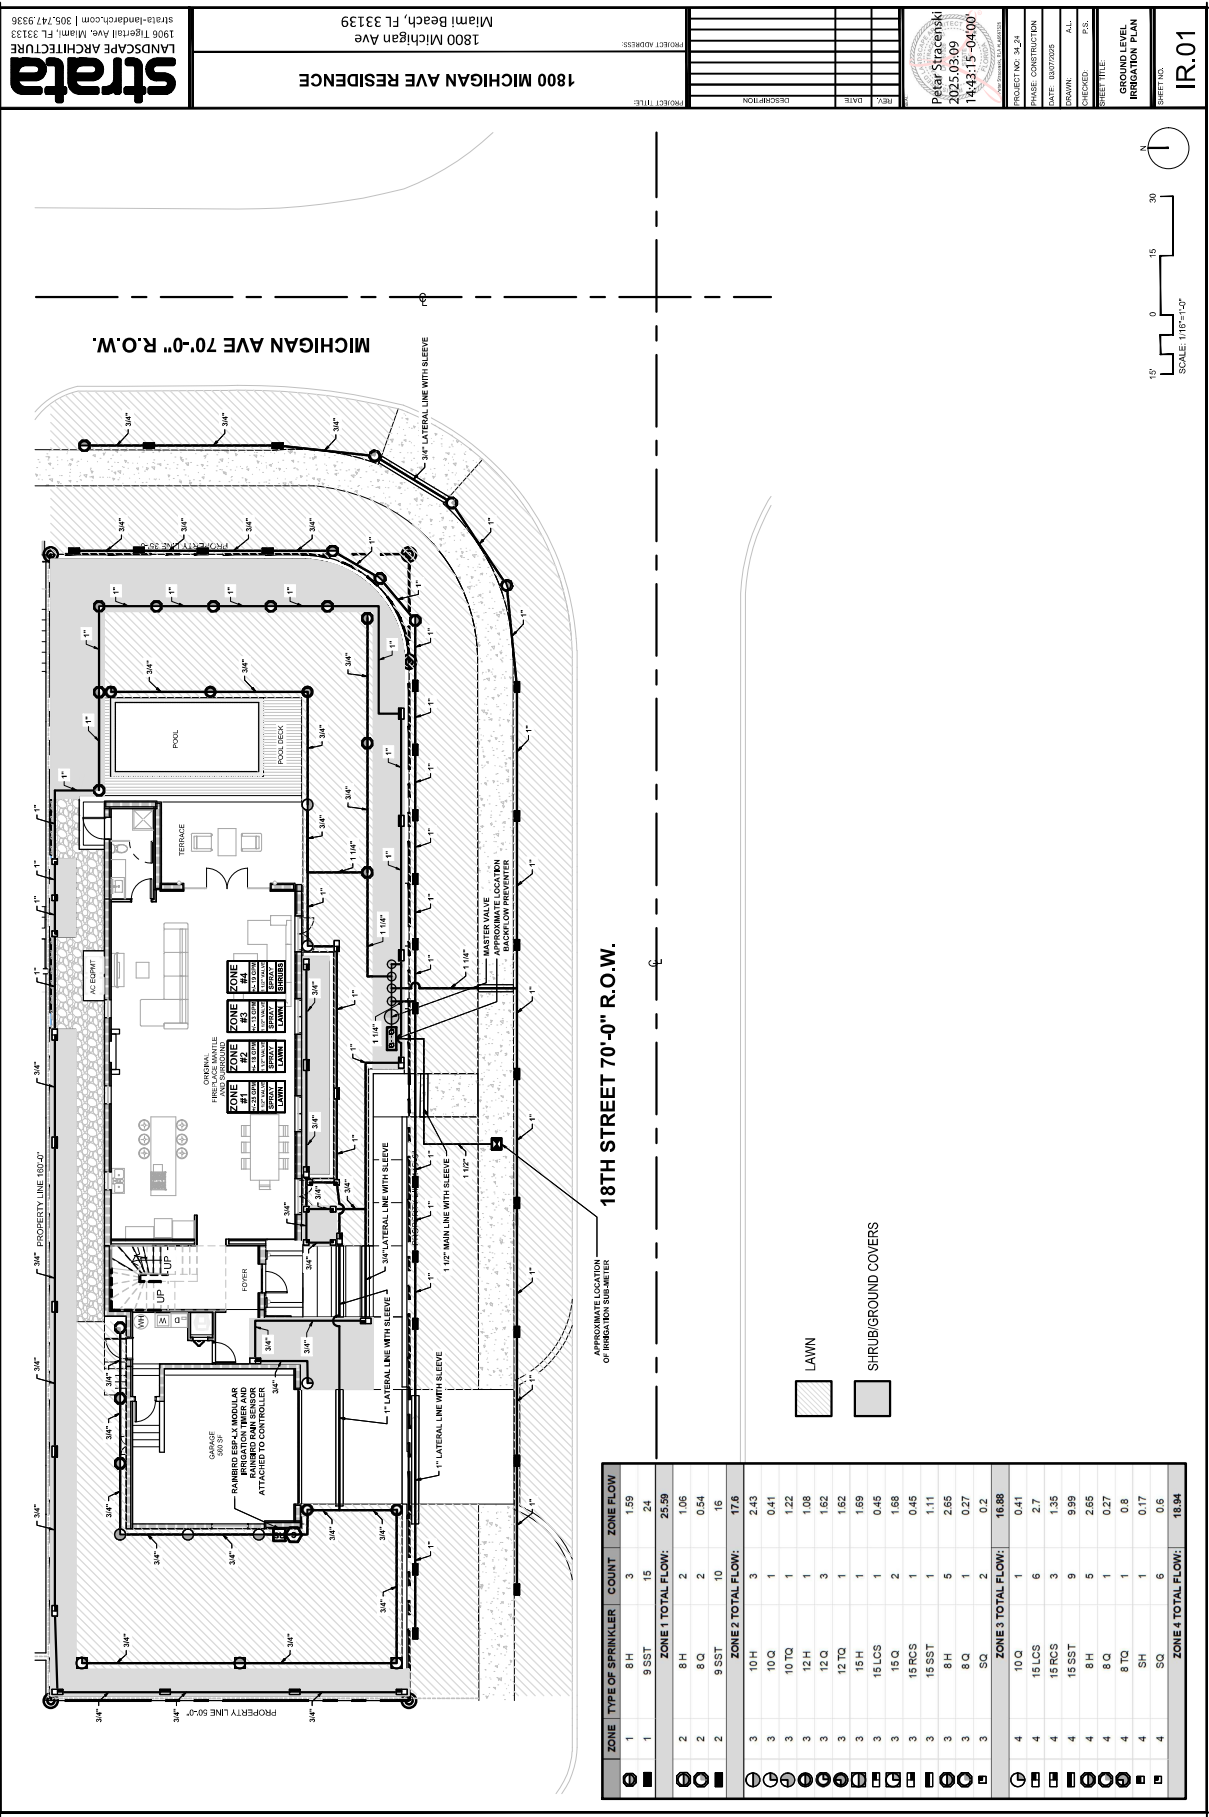 strata
LANDSCAPE ARCHITECTURE
1906 Tigertail Ave. Miami, FL 33133
strata-landarch.com | 305.747.9336
PROJECT TITLE:
1800 MICHIGAN AVE RESIDENCE
PROJECT ADDRESS:
1800 Michigan Ave
Miami Beach, FL 33139
REV. DATE DESCRIPTION
Petar Stracenski
2025.03.09
14:43:15 -04'00'
PROJECT NO: 34_24
PHASE: CONSTRUCTION
DATE: 03/07/2025
DRAWN: A.L.
CHECKED: P.S.
SHEET TITLE:
GROUND LEVEL
IRRIGATION PLAN
SHEET NO.
IR.01
N
15' 0 15 30
SCALE: 1/16"=1'-0"
MICHIGAN AVE 70'-0" R.O.W.
18TH STREET 70'-0" R.O.W.
3/4" LATERAL LINE WITH SLEEVE
PROPERTY LINE 160'-0"
PROPERTY LINE 50'-0"
POOL
POOL DECK
TERRACE
AC EQPMT
ORIGINAL
FIREPLACE MANTLE
AND SURROUND
ZONE
#1
SPRAY
LAWN
ZONE
#2
SPRAY
LAWN
ZONE
#3
SPRAY
LAWN
ZONE
#4
SPRAY
SHRUBS
MASTER VALVE
APPROXIMATE LOCATION
BACKFLOW PREVENTER
UP
UP
FOYER
WH
W
D
GARAGE
560 SF
RAINBIRD ESP-LX MODULAR
IRRIGATION TIMER AND
RAINBIRD RAIN SENSOR
ATTACHED TO CONTROLLER
3/4" LATERAL LINE WITH SLEEVE
1" LATERAL LINE WITH SLEEVE
1 1/2" MAIN LINE WITH SLEEVE
1" LATERAL LINE WITH SLEEVE
1 1/2"
1 1/4"
1"
3/4"
APPROXIMATE LOCATION
OF IRRIGATION SUB-METER
LAWN
SHRUB/GROUND COVERS
ZONE TYPE OF SPRINKLER COUNT ZONE FLOW
1 8 H 3 1.59
1 9 SST 15 24
ZONE 1 TOTAL FLOW: 25.59
2 8 H 2 1.06
2 8 Q 2 0.54
2 9 SST 10 16
ZONE 2 TOTAL FLOW: 17.6
3 10 H 3 2.43
3 10 Q 1 0.41
3 10 TQ 1 1.22
3 12 H 1 1.08
3 12 Q 3 1.62
3 12 TQ 1 1.62
3 15 H 1 1.69
3 15 LCS 1 0.45
3 15 Q 2 1.68
3 15 RCS 1 0.45
3 15 SST 1 1.11
3 8 H 5 2.65
3 8 Q 1 0.27
3 SQ 2 0.2
ZONE 3 TOTAL FLOW: 16.88
4 10 Q 1 0.41
4 15 LCS 6 2.7
4 15 RCS 3 1.35
4 15 SST 9 9.99
4 8 H 5 2.65
4 8 Q 1 0.27
4 8 TQ 1 0.8
4 SH 1 0.17
4 SQ 6 0.6
ZONE 4 TOTAL FLOW: 18.94